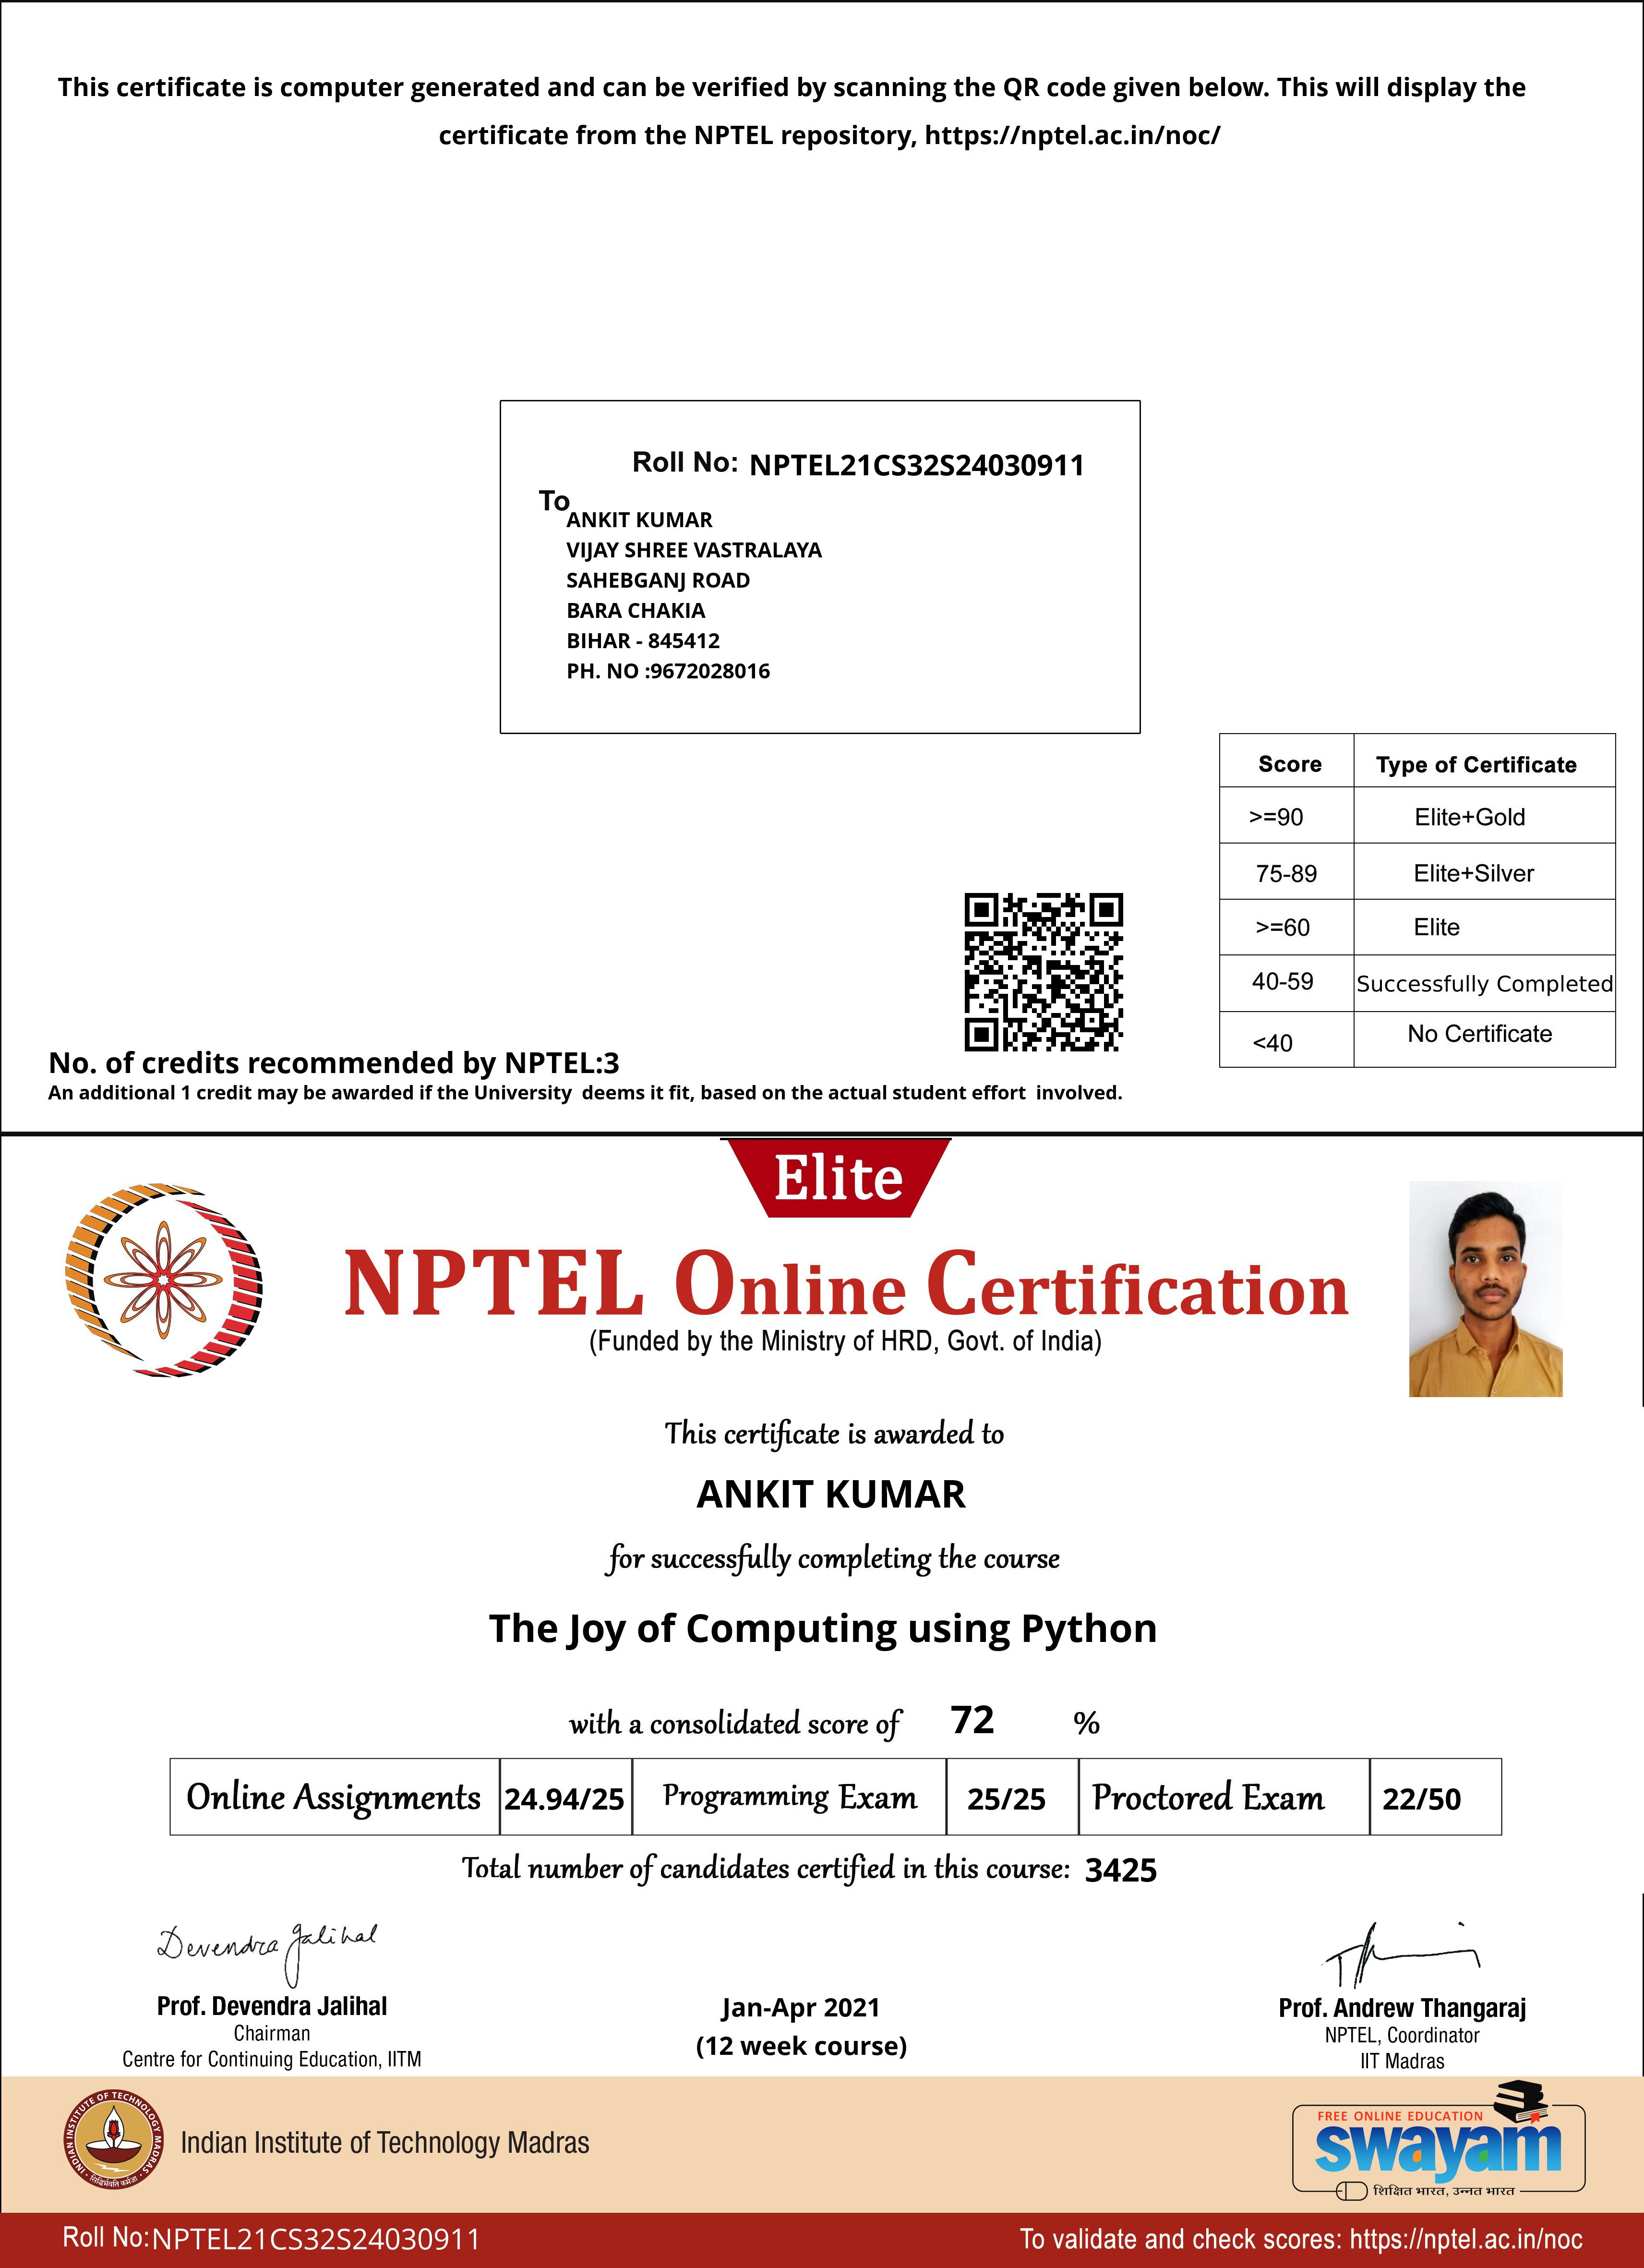 This certificate is computer generated and can be verified by scanning the QR code given below. This will display the
certificate from the NPTEL repository, https://nptel.ac.in/noc/
Roll No: NPTEL21CS32S24030911
To
ANKIT KUMAR
VIJAY SHREE VASTRALAYA
SAHEBGANJ ROAD
BARA CHAKIA
BIHAR - 845412
PH. NO :9672028016
Score Type of Certificate
>=90 Elite+Gold
75-89 Elite+Silver
>=60 Elite
40-59 Successfully Completed
<40 No Certificate
No. of credits recommended by NPTEL:3
An additional 1 credit may be awarded if the University deems it fit, based on the actual student effort involved.
Elite
NPTEL Online Certification
(Funded by the Ministry of HRD, Govt. of India)
This certificate is awarded to
ANKIT KUMAR
for successfully completing the course
The Joy of Computing using Python
with a consolidated score of 72 %
Online Assignments 24.94/25 Programming Exam 25/25 Proctored Exam 22/50
Total number of candidates certified in this course: 3425
Devendra Jalihal
Prof. Devendra Jalihal
Chairman
Centre for Continuing Education, IITM
Jan-Apr 2021
(12 week course)
Prof. Andrew Thangaraj
NPTEL, Coordinator
IIT Madras
INDIAN INSTITUTE OF TECHNOLOGY MADRAS
सिद्धिर्भवति कर्मजा
Indian Institute of Technology Madras
FREE ONLINE EDUCATION
swayam
शिक्षित भारत, उन्नत भारत
Roll No:NPTEL21CS32S24030911
To validate and check scores: https://nptel.ac.in/noc